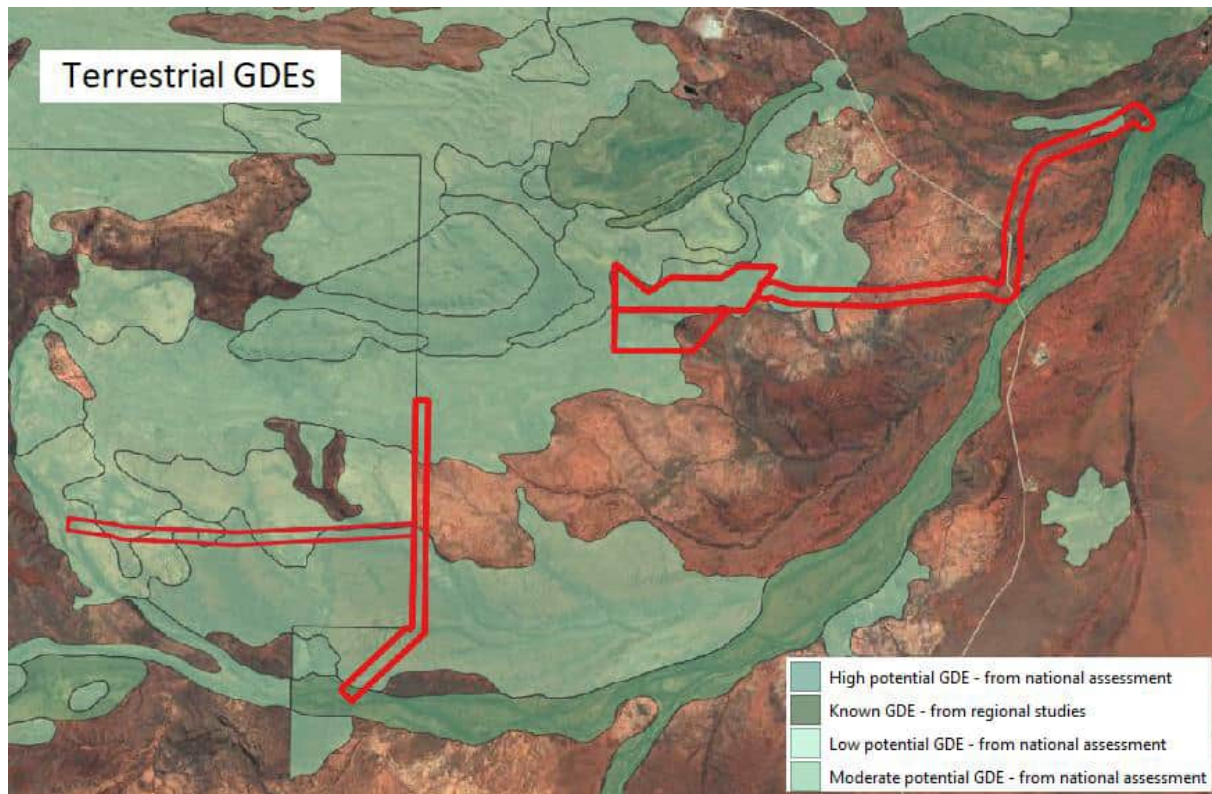 Terrestrial GDEs
High potential GDE - from national assessment
Known GDE - from regional studies
Low potential GDE - from national assessment
Moderate potential GDE - from national assessment